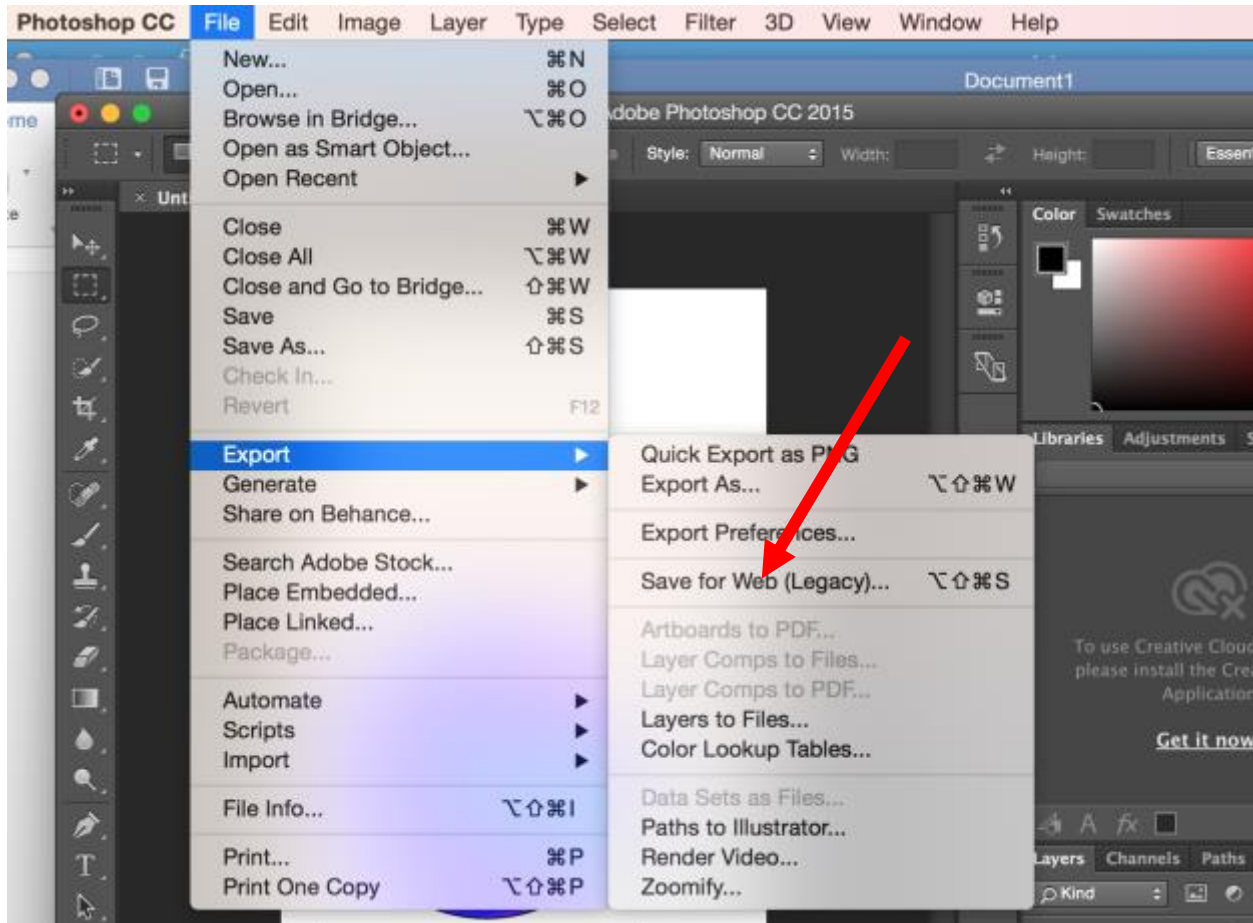 Photoshop CC File Edit Image Layer Type Select Filter 3D View Window Help
Document1
Adobe Photoshop CC 2015
Style: Normal Width: Height:
× Unt
New... ⌘N
Open... ⌘O
Browse in Bridge... ⌥⌘O
Open as Smart Object...
Open Recent
Close ⌘W
Close All ⌥⌘W
Close and Go to Bridge... ⇧⌘W
Save ⌘S
Save As... ⇧⌘S
Check In...
Revert F12
Export
Generate
Share on Behance...
Search Adobe Stock...
Place Embedded...
Place Linked...
Package...
Automate
Scripts
Import
File Info... ⌥⇧⌘I
Print... ⌘P
Print One Copy ⌥⇧⌘P
Quick Export as PNG
Export As... ⌥⇧⌘W
Export Preferences...
Save for Web (Legacy)... ⌥⇧⌘S
Artboards to PDF...
Layer Comps to Files...
Layer Comps to PDF...
Layers to Files...
Color Lookup Tables...
Data Sets as Files...
Paths to Illustrator...
Render Video...
Zoomify...
Color Swatches
Libraries Adjustments S
To use Creative Cloud
please install the Crea
Application
Get it now
Layers Channels Paths
Kind